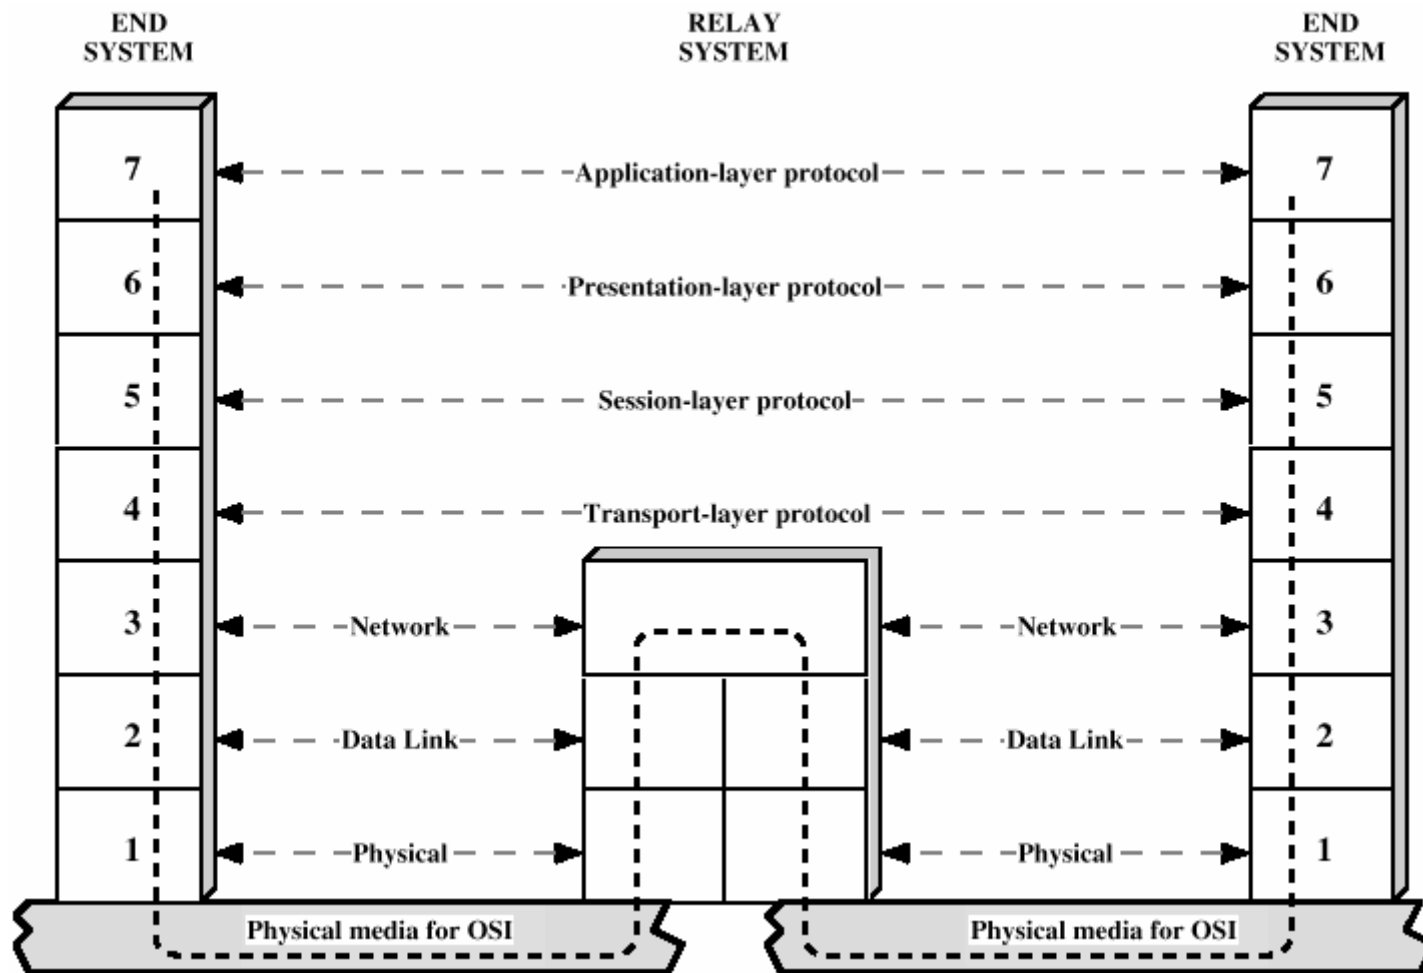 END
SYSTEM
RELAY
SYSTEM
END
SYSTEM
7
Application-layer protocol
7
6
Presentation-layer protocol
6
5
Session-layer protocol
5
4
Transport-layer protocol
4
3
Network
Network
3
2
Data Link
Data Link
2
1
Physical
Physical
1
Physical media for OSI
Physical media for OSI